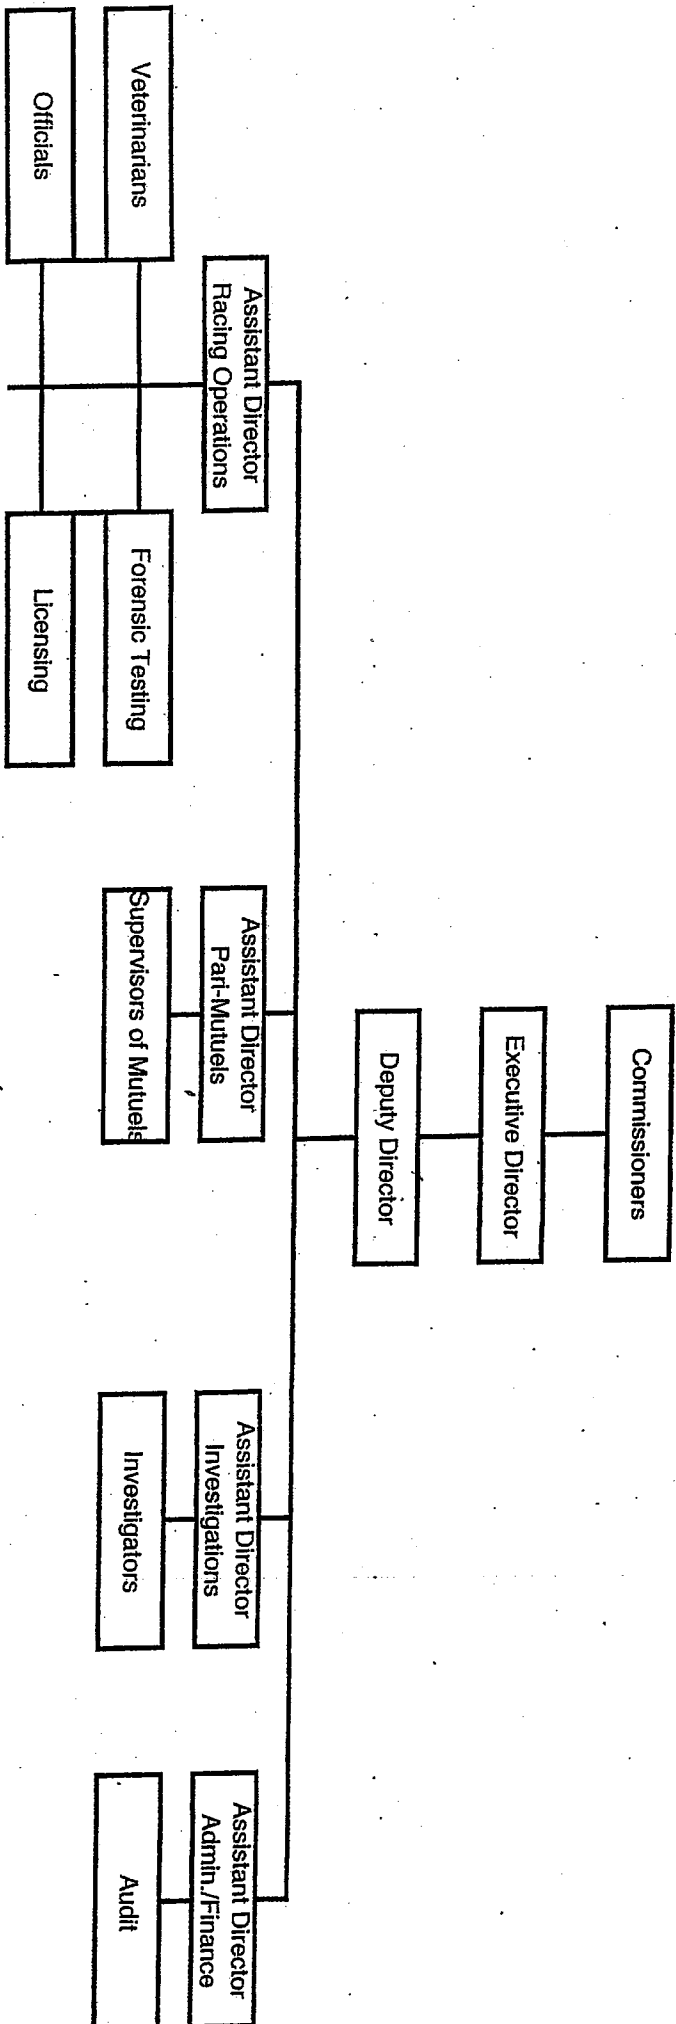 Commissioners
Executive Director
Deputy Director
Assistant Director
Racing Operations
Assistant Director
Pari-Mutuels
Assistant Director
Investigations
Assistant Director
Admin./Finance
Veterinarians
Forensic Testing
Supervisors of Mutuels
Investigators
Audit
Officials
Licensing